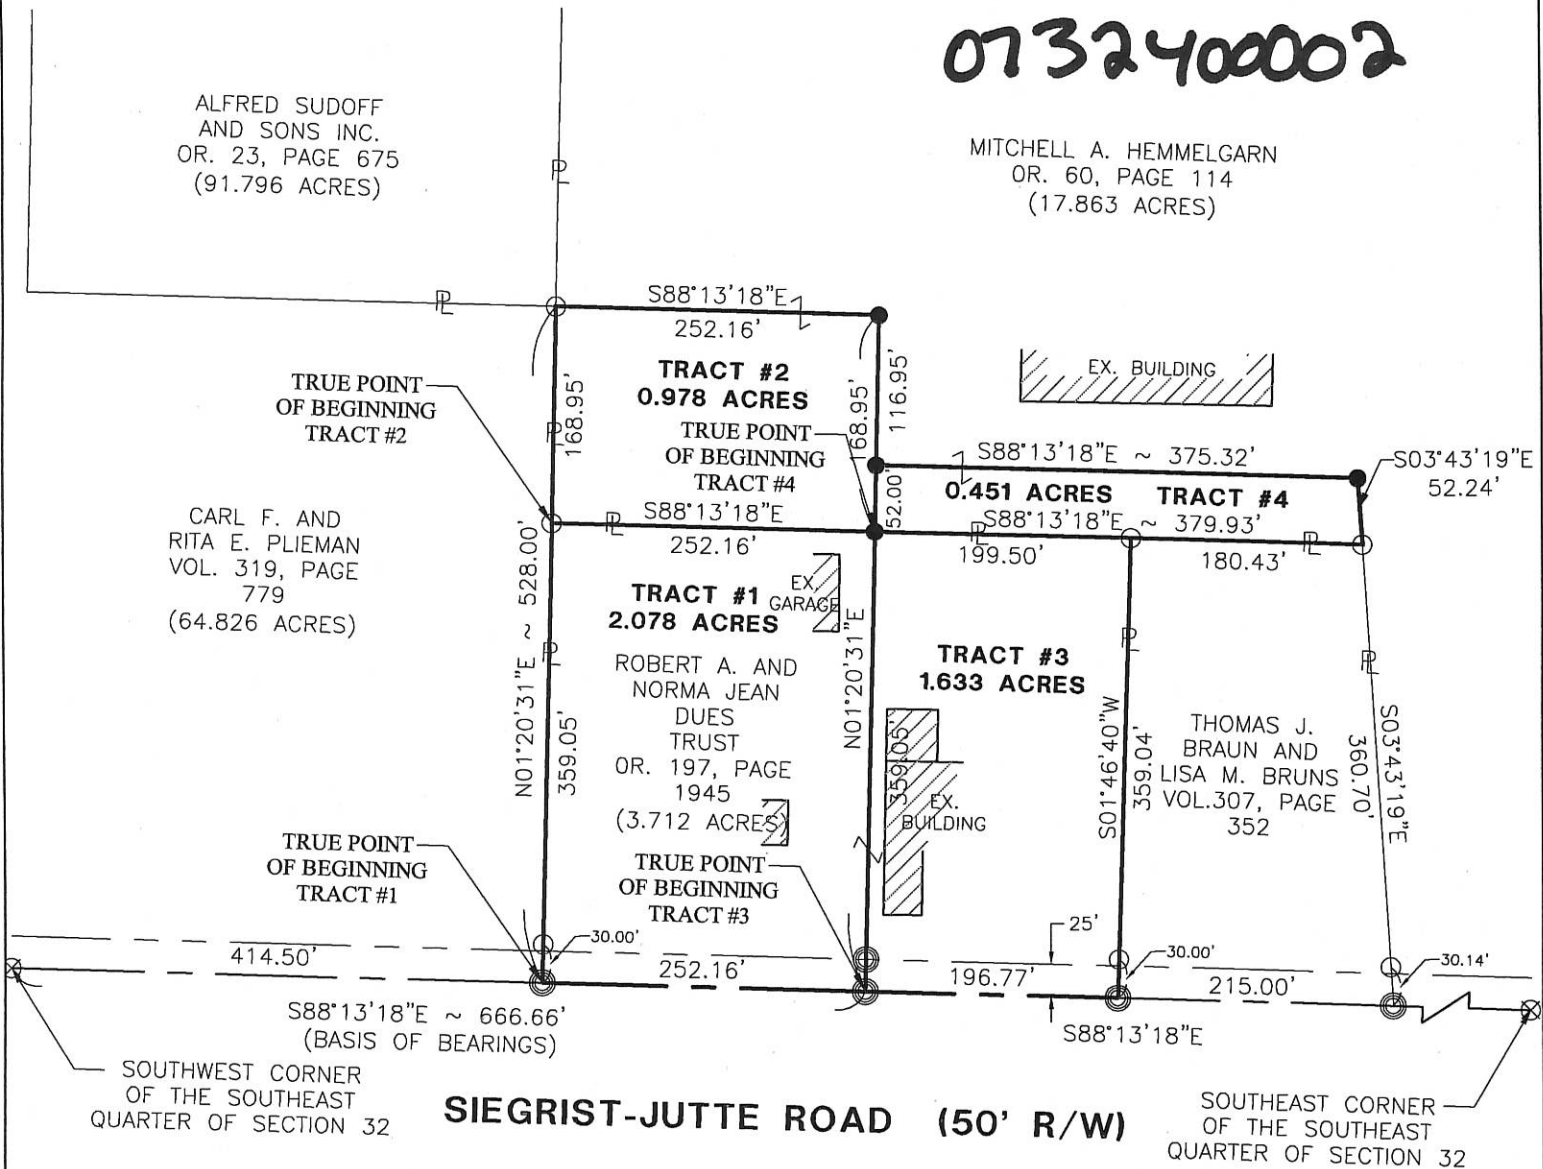 0732400002
ALFRED SUDOFF
AND SONS INC.
OR. 23, PAGE 675
(91.796 ACRES)
MITCHELL A. HEMMELGARN
OR. 60, PAGE 114
(17.863 ACRES)
PL
PL
S88°13'18"E
252.16'
TRACT #2
0.978 ACRES
168.95'
PL
168.95'
116.95'
EX. BUILDING
TRUE POINT
OF BEGINNING
TRACT #2
TRUE POINT
OF BEGINNING
TRACT #4
S88°13'18"E ~ 375.32'
S03°43'19"E
52.24'
0.451 ACRES
TRACT #4
52.00'
S88°13'18"E
PL
252.16'
S88°13'18"E ~ 379.93'
PL
199.50'
PL
180.43'
CARL F. AND
RITA E. PLIEMAN
VOL. 319, PAGE
779
(64.826 ACRES)
N01°20'31"E ~ 528.00'
PL
359.05'
TRACT #1
2.078 ACRES
EX.
GARAGE
ROBERT A. AND
NORMA JEAN
DUES
TRUST
OR. 197, PAGE
1945
(3.712 ACRES)
N01°20'31"E
359.05'
TRACT #3
1.633 ACRES
EX.
BUILDING
PL
S01°46'40"W
359.04'
THOMAS J.
BRAUN AND
LISA M. BRUNS
VOL.307, PAGE
352
PL
S03°43'19"E
360.70'
TRUE POINT
OF BEGINNING
TRACT #1
TRUE POINT
OF BEGINNING
TRACT #3
414.50'
30.00'
252.16'
25'
196.77'
30.00'
215.00'
30.14'
S88°13'18"E ~ 666.66'
(BASIS OF BEARINGS)
S88°13'18"E
SOUTHWEST CORNER
OF THE SOUTHEAST
QUARTER OF SECTION 32
SIEGRIST-JUTTE ROAD (50' R/W)
SOUTHEAST CORNER
OF THE SOUTHEAST
QUARTER OF SECTION 32